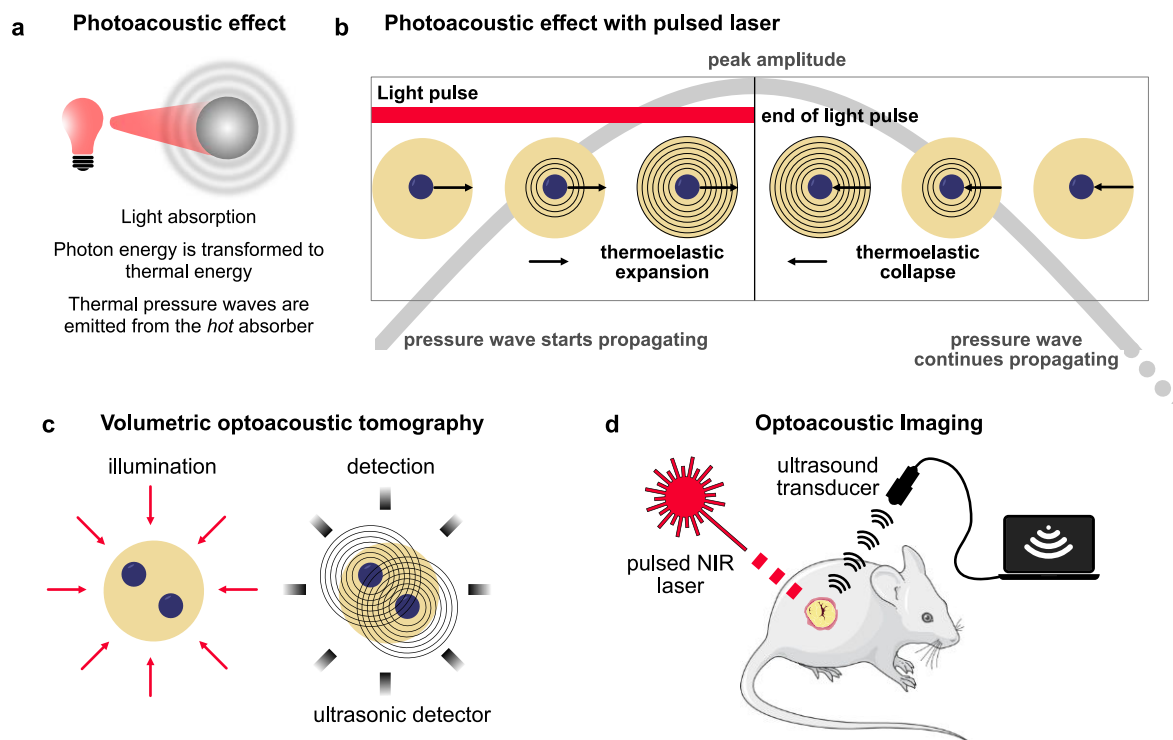 a Photoacoustic effect
Light absorption
Photon energy is transformed to
thermal energy
Thermal pressure waves are
emitted from the hot absorber
b Photoacoustic effect with pulsed laser
peak amplitude
Light pulse
end of light pulse
thermoelastic
expansion
thermoelastic
collapse
pressure wave starts propagating
pressure wave
continues propagating
c Volumetric optoacoustic tomography
illumination
detection
ultrasonic detector
d Optoacoustic Imaging
ultrasound
transducer
pulsed NIR
laser